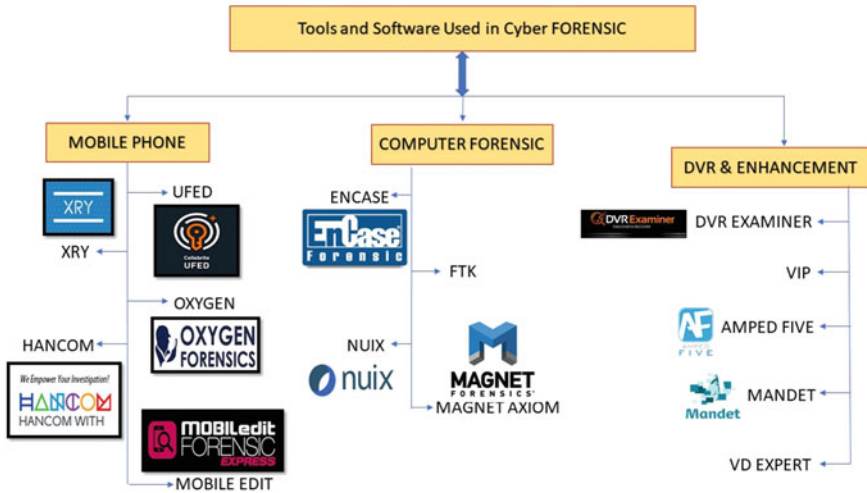 Tools and Software Used in Cyber FORENSIC
MOBILE PHONE
XRY
UFED
Cellebrite
UFED
XRY
OXYGEN
OXYGEN
FORENSICS
HANCOM
We Empower Your Investigation!
HANCOM
HANCOM WITH
MOBILedit
FORENSIC
EXPRESS
MOBILE EDIT
COMPUTER FORENSIC
ENCASE
EnCase
Forensic
FTK
NUIX
nuix
MAGNET
FORENSICS
MAGNET AXIOM
DVR & ENHANCEMENT
DVR Examiner
DVR EXAMINER
VIP
AF
AMPED
FIVE
AMPED FIVE
Mandet
MANDET
VD EXPERT